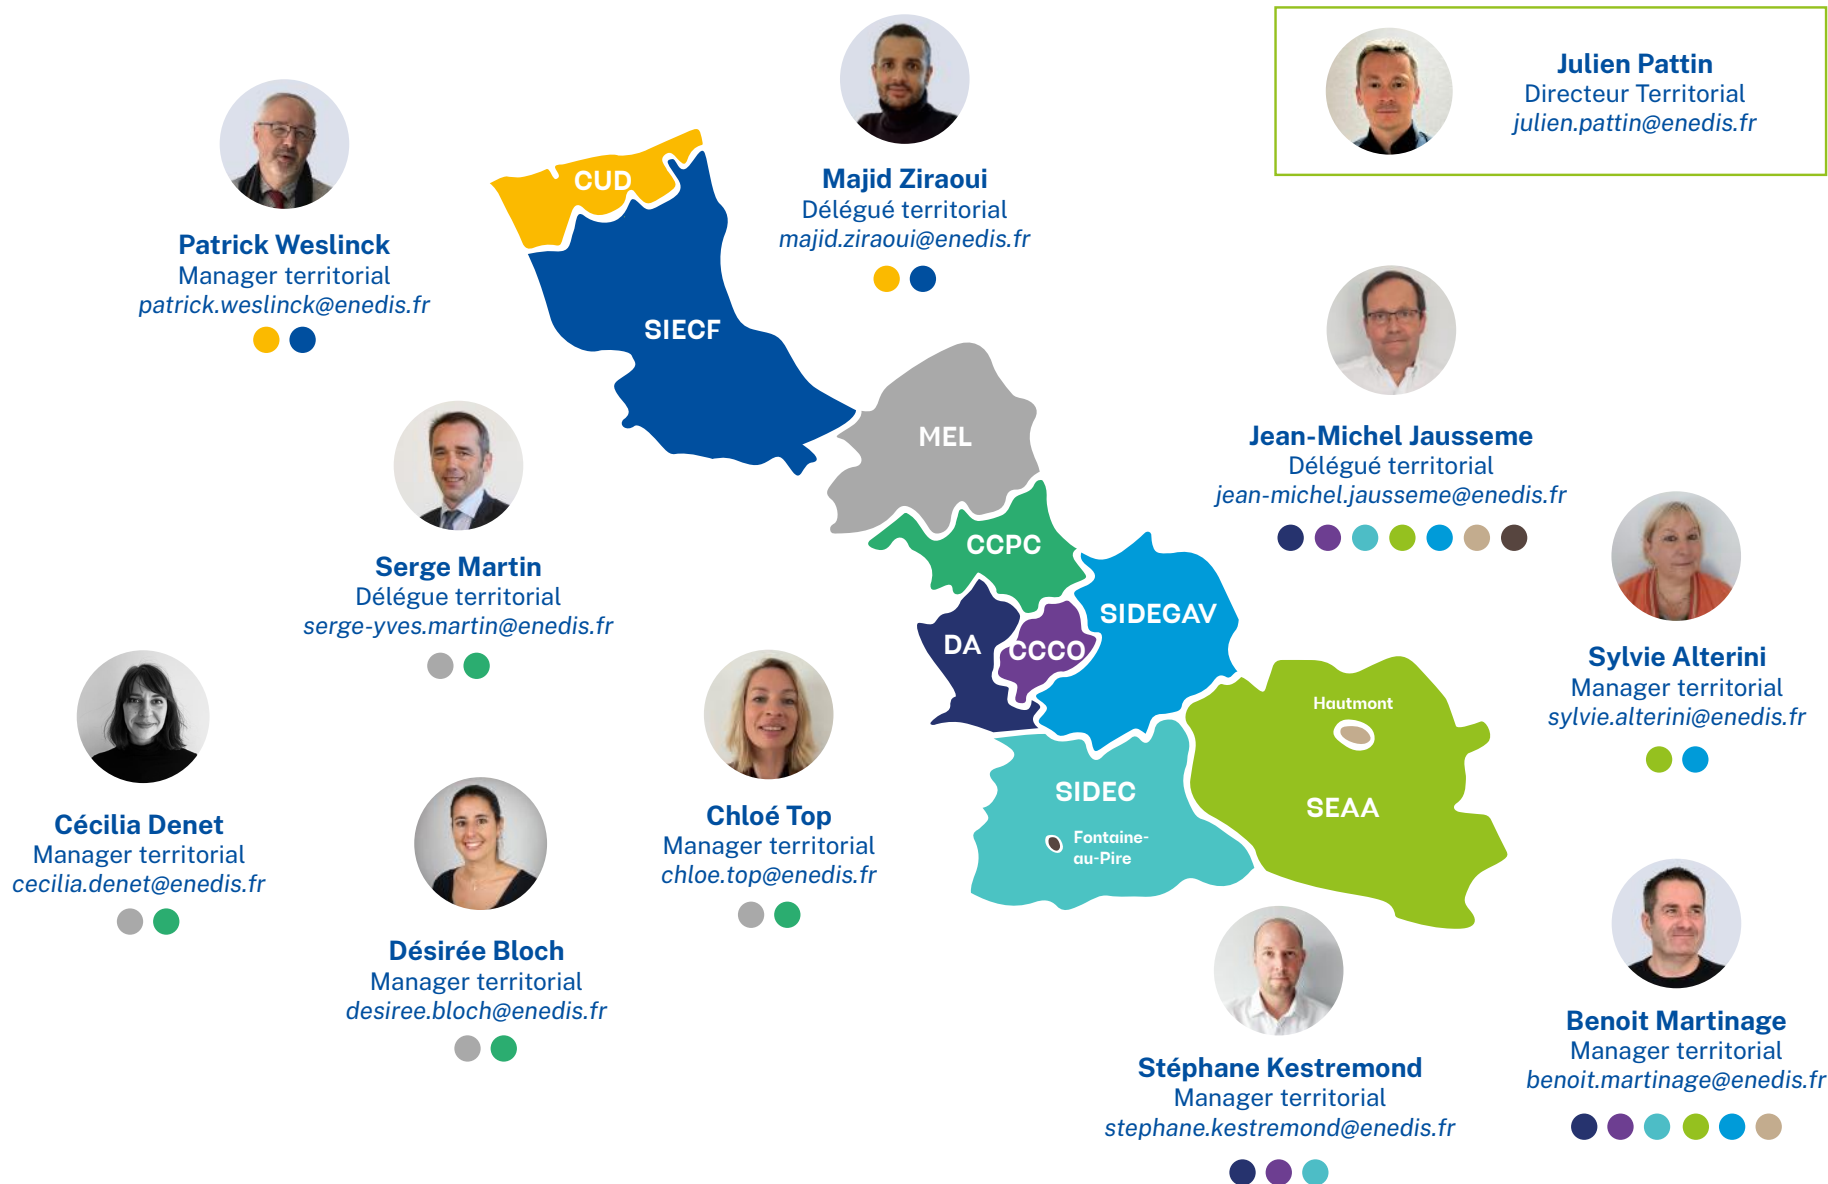 Julien Pattin
Directeur Territorial
julien.pattin@enedis.fr
Majid Ziraoui
Délégué territorial
majid.ziraoui@enedis.fr
Patrick Weslinck
Manager territorial
patrick.weslinck@enedis.fr
CUD
SIECF
MEL
CCPC
DA
CCCO
SIDEGAV
SIDEC
Fontaine-
au-Pire
Hautmont
SEAA
Jean-Michel Jausseme
Délégué territorial
jean-michel.jausseme@enedis.fr
Serge Martin
Délégue territorial
serge-yves.martin@enedis.fr
Sylvie Alterini
Manager territorial
sylvie.alterini@enedis.fr
Cécilia Denet
Manager territorial
cecilia.denet@enedis.fr
Chloé Top
Manager territorial
chloe.top@enedis.fr
Désirée Bloch
Manager territorial
desiree.bloch@enedis.fr
Stéphane Kestremond
Manager territorial
stephane.kestremond@enedis.fr
Benoit Martinage
Manager territorial
benoit.martinage@enedis.fr